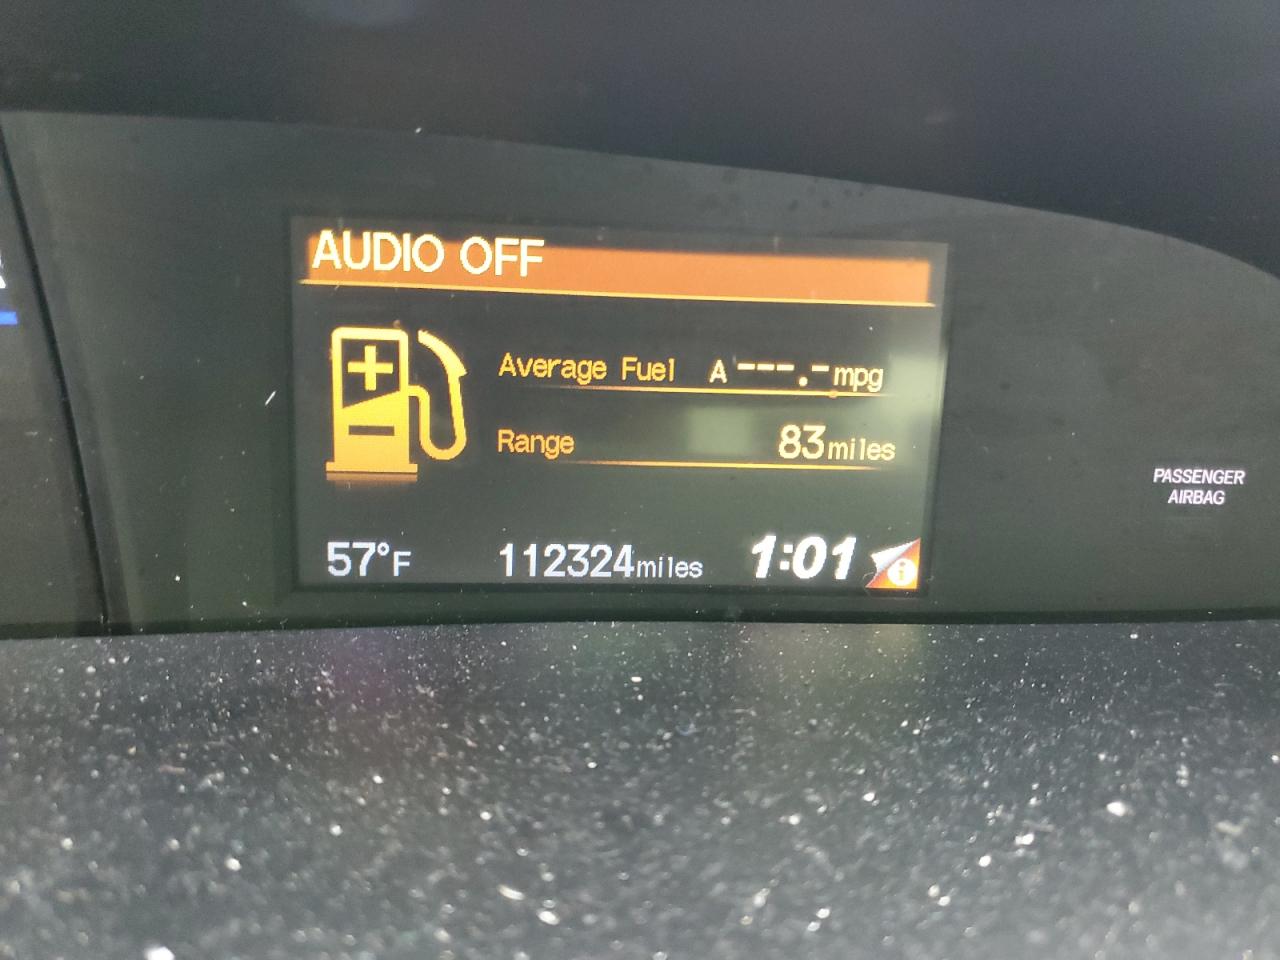 AUDIO OFF
Average Fuel A ---.- mpg
Range 83 miles
57°F 112324 miles 1:01
PASSENGER
AIRBAG